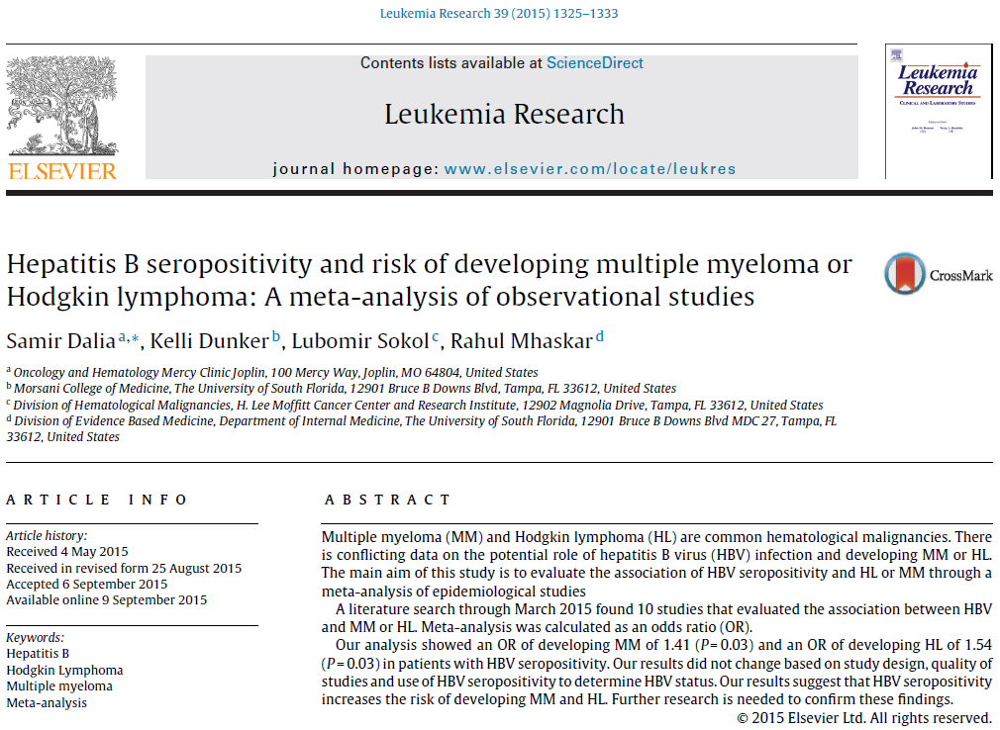 Leukemia Research 39 (2015) 1325–1333
Contents lists available at ScienceDirect
Leukemia Research
journal homepage: www.elsevier.com/locate/leukres
ELSEVIER
Leukemia
Research
CLINICAL AND LABORATORY STUDIES
Hepatitis B seropositivity and risk of developing multiple myeloma or
Hodgkin lymphoma: A meta-analysis of observational studies
CrossMark
Samir Dalia a,*, Kelli Dunker b, Lubomir Sokol c, Rahul Mhaskar d
a Oncology and Hematology Mercy Clinic Joplin, 100 Mercy Way, Joplin, MO 64804, United States
b Morsani College of Medicine, The University of South Florida, 12901 Bruce B Downs Blvd, Tampa, FL 33612, United States
c Division of Hematological Malignancies, H. Lee Moffitt Cancer Center and Research Institute, 12902 Magnolia Drive, Tampa, FL 33612, United States
d Division of Evidence Based Medicine, Department of Internal Medicine, The University of South Florida, 12901 Bruce B Downs Blvd MDC 27, Tampa, FL
33612, United States
ARTICLE INFO
Article history:
Received 4 May 2015
Received in revised form 25 August 2015
Accepted 6 September 2015
Available online 9 September 2015
Keywords:
Hepatitis B
Hodgkin Lymphoma
Multiple myeloma
Meta-analysis
ABSTRACT
Multiple myeloma (MM) and Hodgkin lymphoma (HL) are common hematological malignancies. There
is conflicting data on the potential role of hepatitis B virus (HBV) infection and developing MM or HL.
The main aim of this study is to evaluate the association of HBV seropositivity and HL or MM through a
meta-analysis of epidemiological studies
A literature search through March 2015 found 10 studies that evaluated the association between HBV
and MM or HL. Meta-analysis was calculated as an odds ratio (OR).
Our analysis showed an OR of developing MM of 1.41 (P = 0.03) and an OR of developing HL of 1.54
(P = 0.03) in patients with HBV seropositivity. Our results did not change based on study design, quality of
studies and use of HBV seropositivity to determine HBV status. Our results suggest that HBV seropositivity
increases the risk of developing MM and HL. Further research is needed to confirm these findings.
© 2015 Elsevier Ltd. All rights reserved.